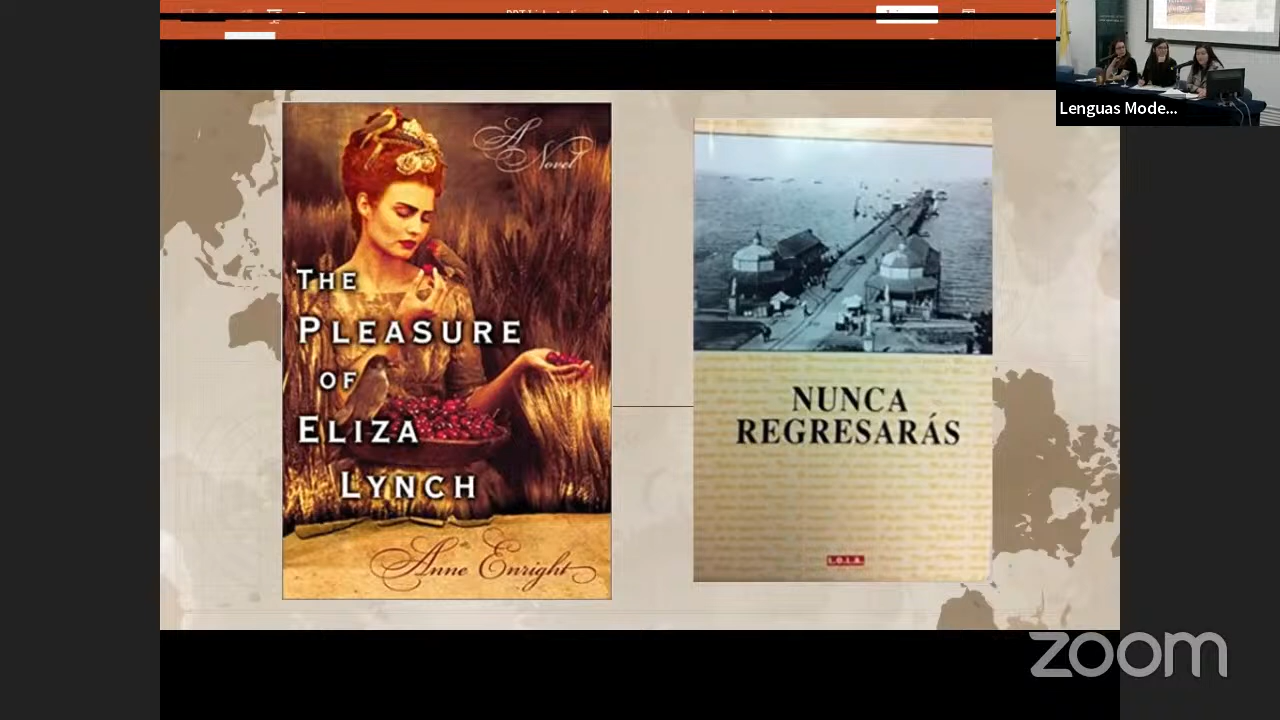 A
Novel
THE
PLEASURE
OF
ELIZA
LYNCH
Anne Enright
NUNCA
REGRESARÁS
L.O.L.A.
Lenguas Mode...
zoom